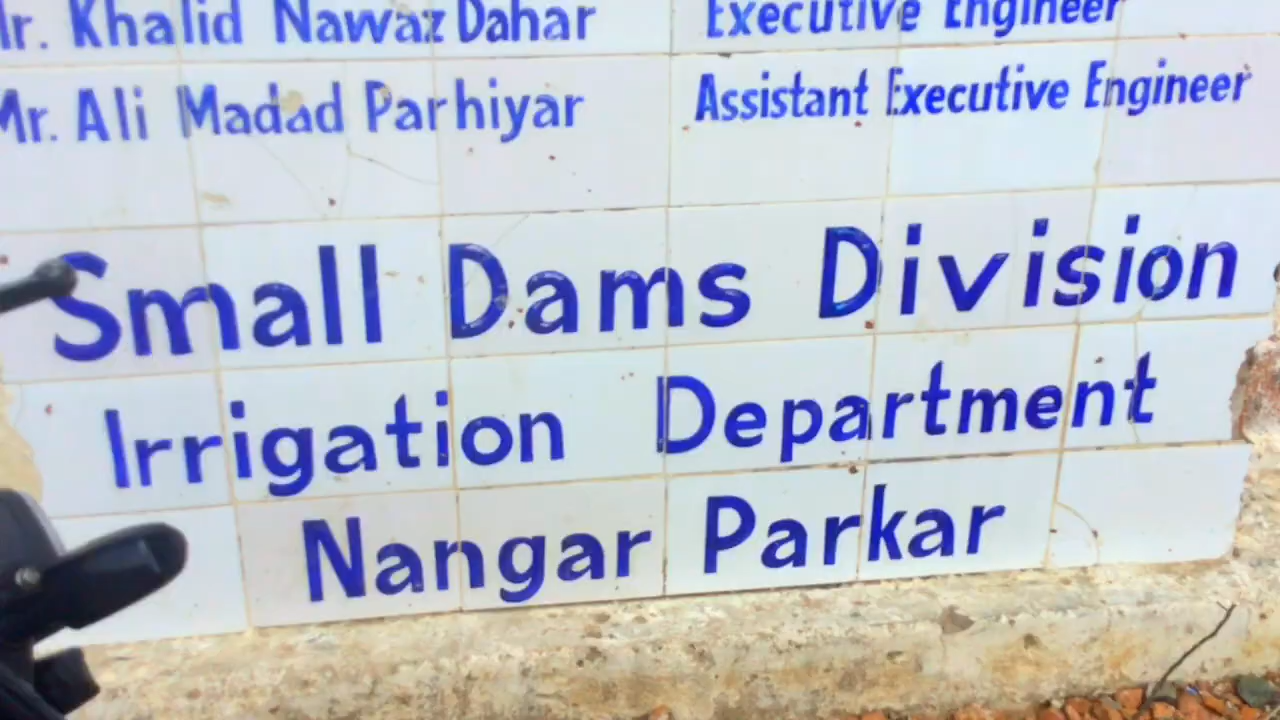 Mr. Khalid Nawaz Dahar Executive Engineer
Mr. Ali Madad Parhiyar Assistant Executive Engineer
Small Dams Division
Irrigation Department
Nangar Parkar